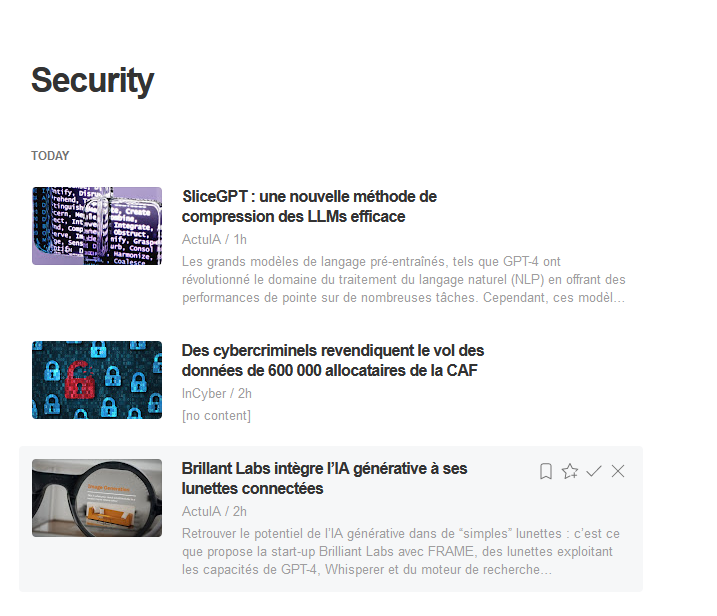 Security
TODAY
SliceGPT : une nouvelle méthode de
compression des LLMs efficace
ActuIA / 1h
Les grands modèles de langage pré-entraînés, tels que GPT-4 ont
révolutionné le domaine du traitement du langage naturel (NLP) en offrant des
performances de pointe sur de nombreuses tâches. Cependant, ces modèl...
Des cybercriminels revendiquent le vol des
données de 600 000 allocataires de la CAF
InCyber / 2h
[no content]
Brillant Labs intègre l’IA générative à ses
lunettes connectées
ActuIA / 2h
Retrouver le potentiel de l’IA générative dans de “simples” lunettes : c’est ce
que propose la start-up Brilliant Labs avec FRAME, des lunettes exploitant
les capacités de GPT-4, Whisperer et du moteur de recherche...